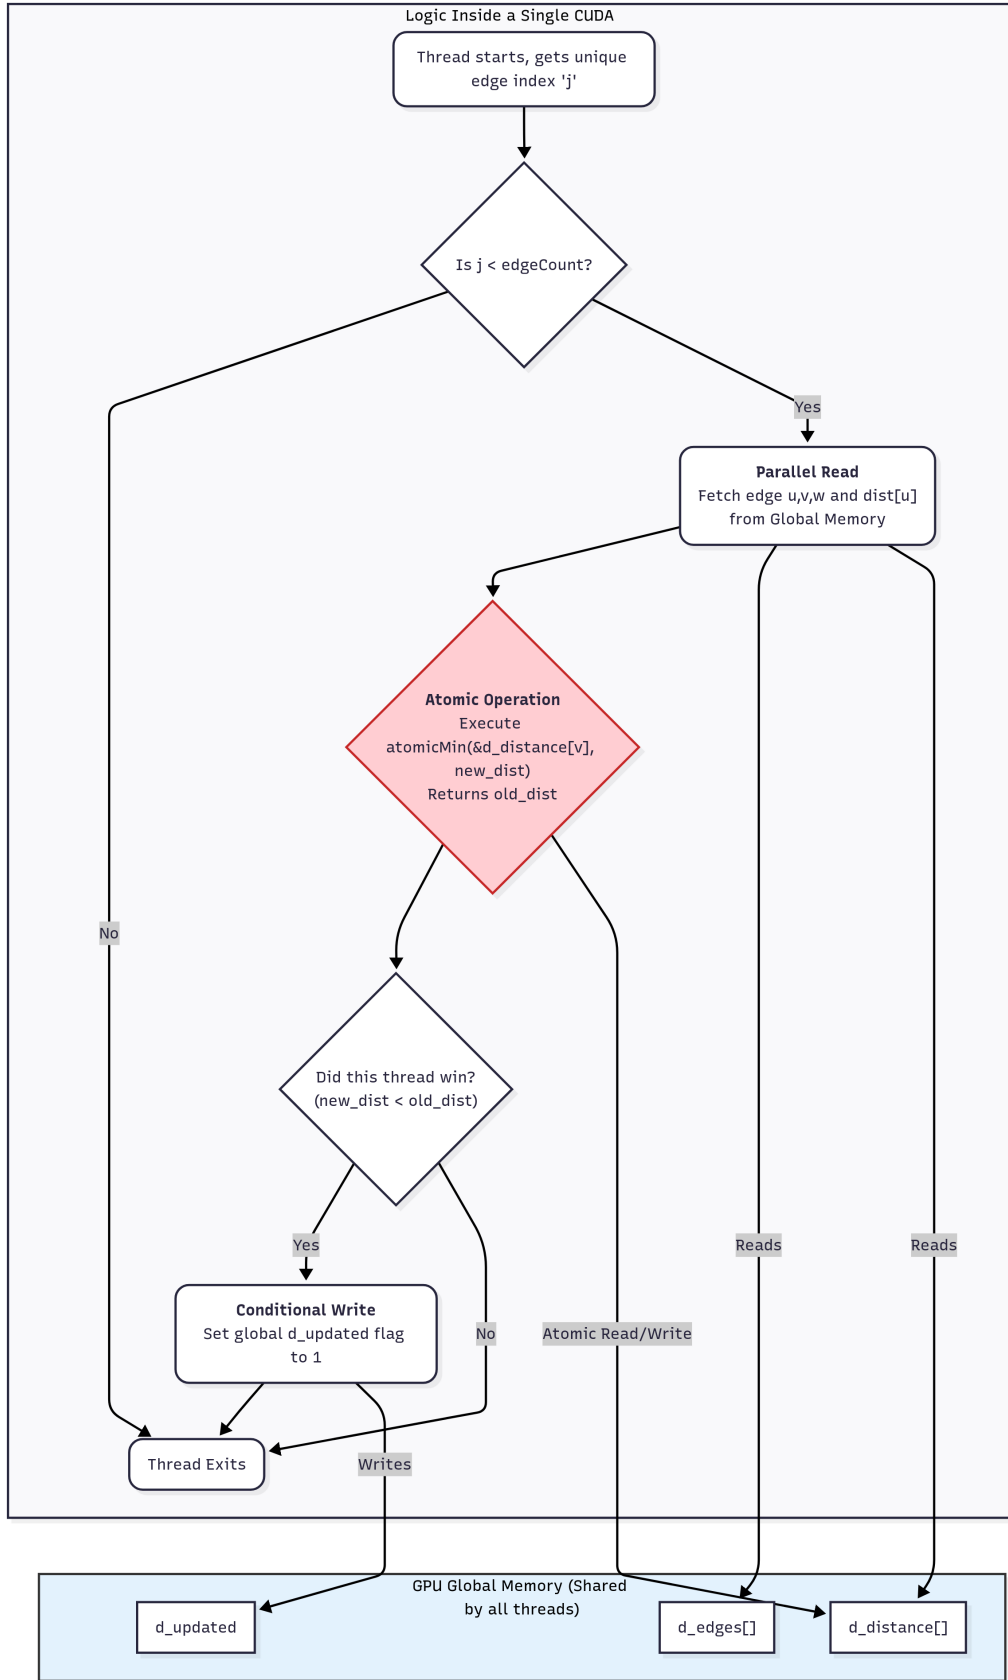 Logic Inside a Single CUDA
Thread starts, gets unique
edge index 'j'
Is j < edgeCount?
Yes
Parallel Read
Fetch edge u,v,w and dist[u]
from Global Memory
Atomic Operation
Execute
atomicMin(&d_distance[v],
new_dist)
Returns old_dist
No
Did this thread win?
(new_dist < old_dist)
Yes
Reads
Reads
Conditional Write
Set global d_updated flag
to 1
No
Atomic Read/Write
Thread Exits
Writes
GPU Global Memory (Shared
by all threads)
d_updated
d_edges[]
d_distance[]